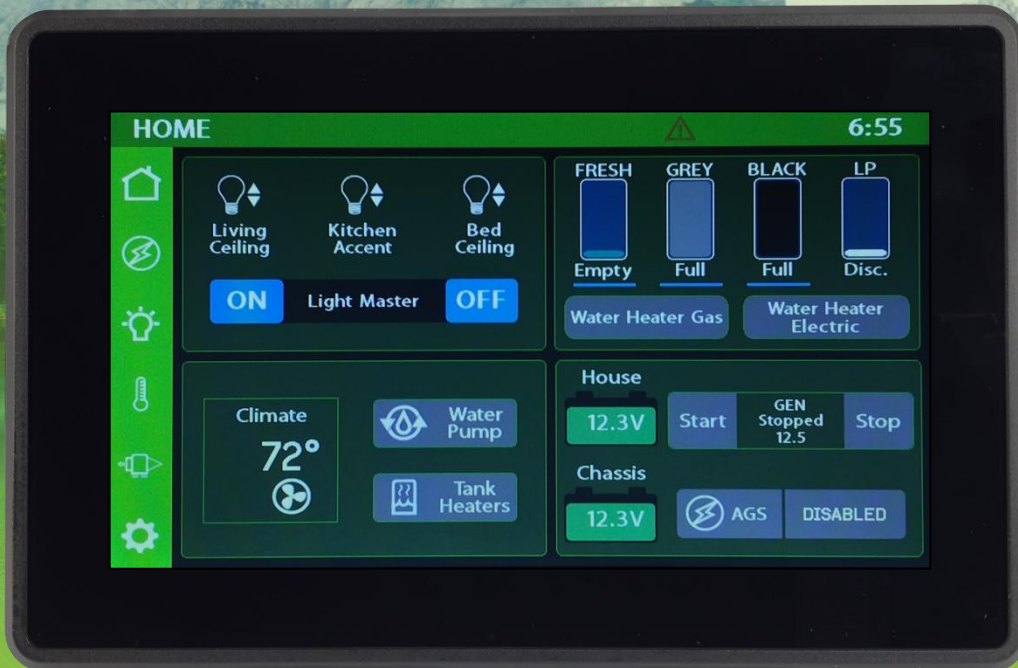 HOME
6:55
Living
Ceiling
Kitchen
Accent
Bed
Ceiling
ON
Light Master
OFF
FRESH
GREY
BLACK
LP
Empty
Full
Full
Disc.
Water Heater Gas
Water Heater
Electric
Climate
72°
Water
Pump
Tank
Heaters
House
12.3V
Start
GEN
Stopped
12.5
Stop
Chassis
12.3V
AGS
DISABLED